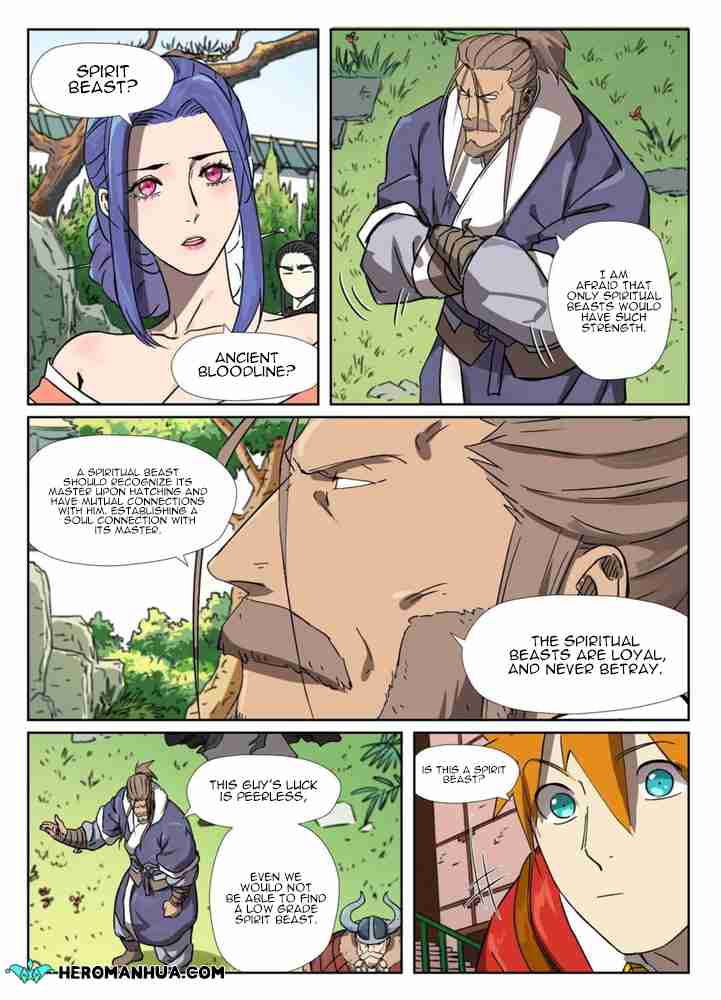 SPIRIT
BEAST?
ANCIENT
BLOODLINE?
I AM
AFRAID THAT
ONLY SPIRITUAL
BEASTS WOULD
HAVE SUCH
STRENGTH.
A SPIRITUAL BEAST
SHOULD RECOGNIZE ITS
MASTER UPON HATCHING AND
HAVE MUTUAL CONNECTIONS
WITH HIM, ESTABLISHING A
SOUL CONNECTION WITH
ITS MASTER.
THE SPIRITUAL
BEASTS ARE LOYAL,
AND NEVER BETRAY.
THIS GUY'S LUCK
IS PEERLESS,
EVEN WE
WOULD NOT
BE ABLE TO FIND
A LOW GRADE
SPIRIT BEAST.
IS THIS A SPIRIT
BEAST?
HEROMANHUA.COM